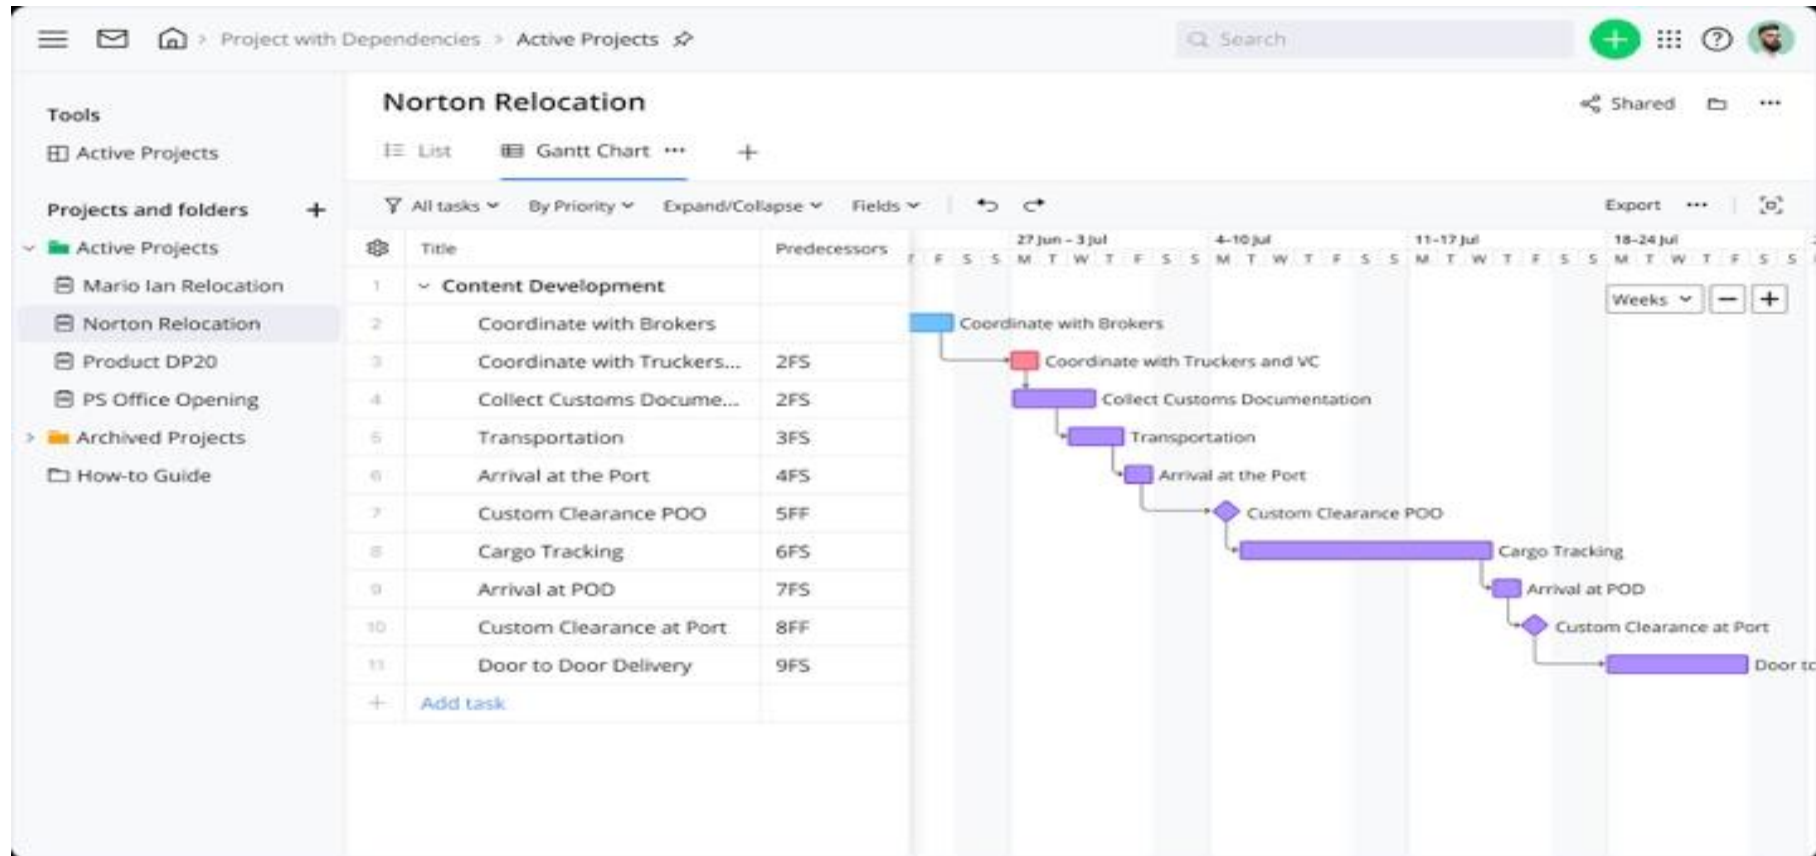 Project with Dependencies > Active Projects
Search
Tools
Active Projects
Projects and folders +
Active Projects
Mario Ian Relocation
Norton Relocation
Product DP20
PS Office Opening
Archived Projects
How-to Guide
Norton Relocation
Shared
List Gantt Chart ... +
All tasks By Priority Expand/Collapse Fields
Export ...
Title Predecessors
27 Jun – 3 Jul 4–10 Jul 11–17 Jul 18–24 Jul
F S S M T W T F S S M T W T F S S M T W T F S S M T W T F S S
Weeks − +
1 Content Development
2 Coordinate with Brokers
3 Coordinate with Truckers... 2FS
4 Collect Customs Docume... 2FS
5 Transportation 3FS
6 Arrival at the Port 4FS
7 Custom Clearance POO 5FF
8 Cargo Tracking 6FS
9 Arrival at POD 7FS
10 Custom Clearance at Port 8FF
11 Door to Door Delivery 9FS
+ Add task
Coordinate with Brokers
Coordinate with Truckers and VC
Collect Customs Documentation
Transportation
Arrival at the Port
Custom Clearance POO
Cargo Tracking
Arrival at POD
Custom Clearance at Port
Door to